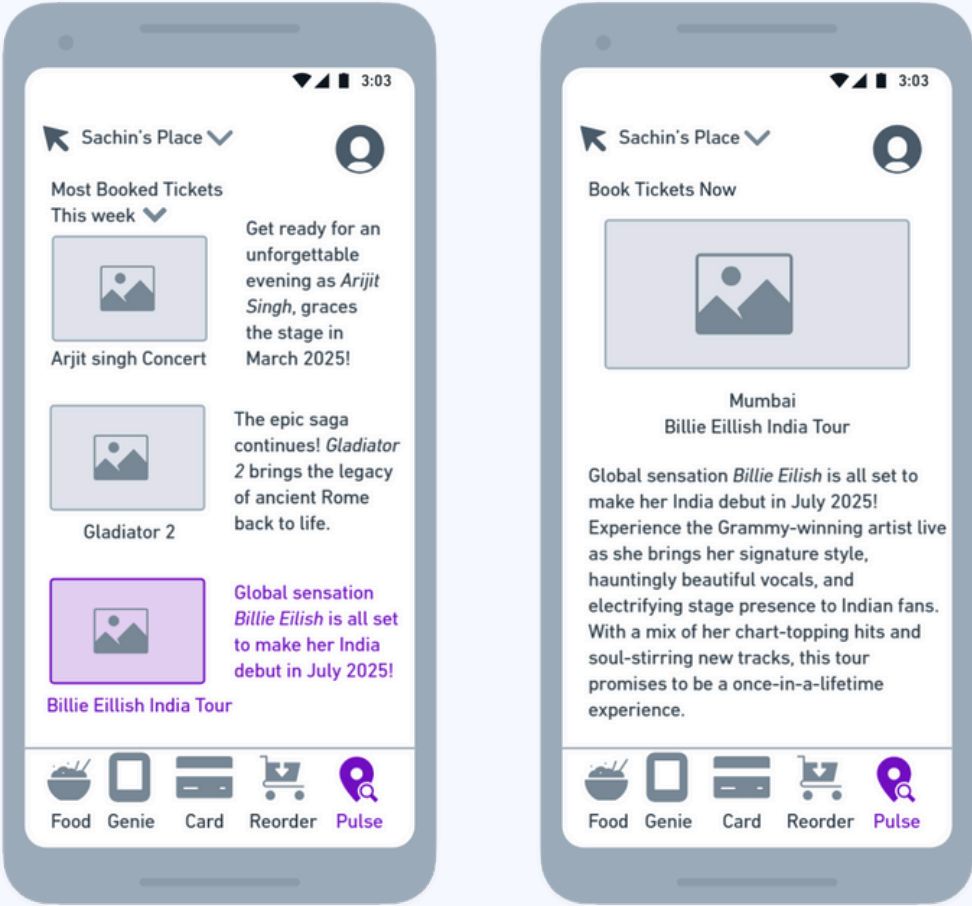 3:03
Sachin's Place
Most Booked Tickets
This week
Get ready for an
unforgettable
evening as Arijit
Singh, graces
the stage in
March 2025!
Arjit singh Concert
The epic saga
continues! Gladiator
2 brings the legacy
of ancient Rome
back to life.
Gladiator 2
Global sensation
Billie Eilish is all set
to make her India
debut in July 2025!
Billie Eillish India Tour
Food Genie Card Reorder Pulse
3:03
Sachin's Place
Book Tickets Now
Mumbai
Billie Eillish India Tour
Global sensation Billie Eilish is all set to
make her India debut in July 2025!
Experience the Grammy-winning artist live
as she brings her signature style,
hauntingly beautiful vocals, and
electrifying stage presence to Indian fans.
With a mix of her chart-topping hits and
soul-stirring new tracks, this tour
promises to be a once-in-a-lifetime
experience.
Food Genie Card Reorder Pulse